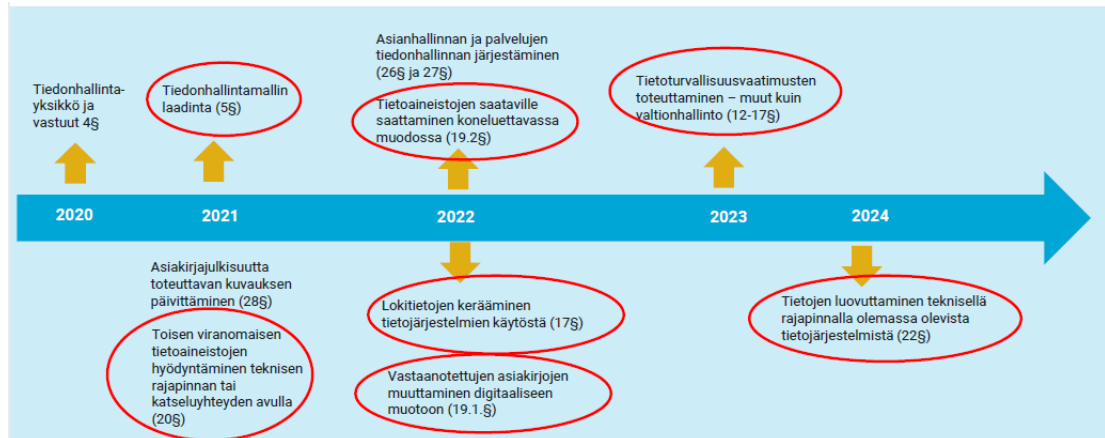 Tiedonhallinta-
yksikkö ja
vastuut 4§
Tiedonhallintamallin
laadinta (5§)
Asianhallinnan ja palvelujen
tiedonhallinnan järjestäminen
(26§ ja 27§)
Tietoaineistojen saataville
saattaminen koneluettavassa
muodossa (19.2§)
Tietoturvallisuusvaatimusten
toteuttaminen – muut kuin
valtionhallinto (12-17§)
2020
2021
2022
2023
2024
Asiakirjajulkisuutta
toteuttavan kuvauksen
päivittäminen (28§)
Toisen viranomaisen
tietoaineistojen
hyödyntäminen teknisen
rajapinnan tai
katseluyhteyden avulla
(20§)
Lokitietojen kerääminen
tietojärjestelmien käytöstä (17§)
Vastaanotettujen asiakirjojen
muuttaminen digitaaliseen
muotoon (19.1.§)
Tietojen luovuttaminen teknisellä
rajapinnalla olemassa olevista
tietojärjestelmistä (22§)